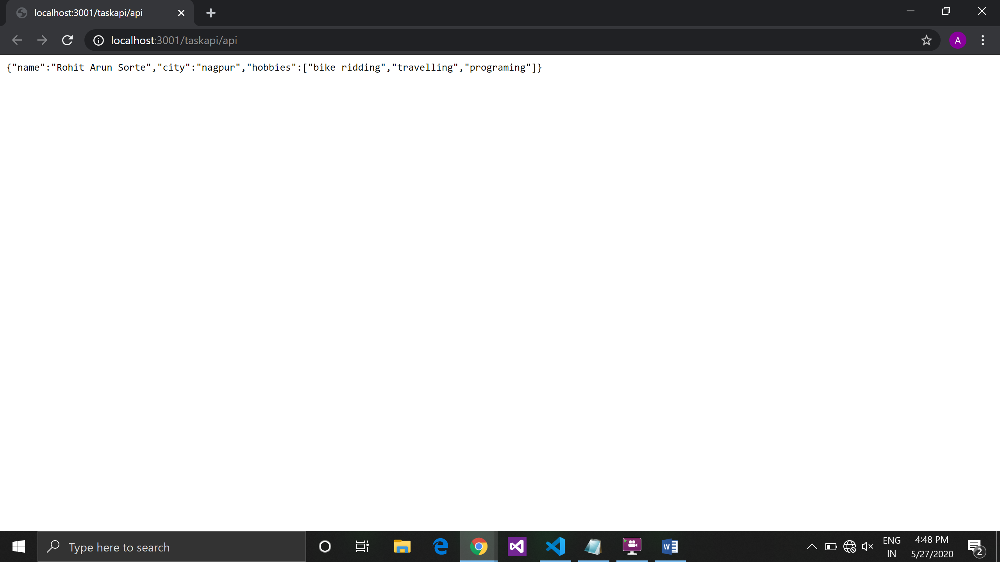 localhost:3001/taskapi/api
localhost:3001/taskapi/api
A
{"name":"Rohit Arun Sorte","city":"nagpur","hobbies":["bike ridding","travelling","programing"]}
Type here to search
W
ENG
IN
4:48 PM
5/27/2020
2